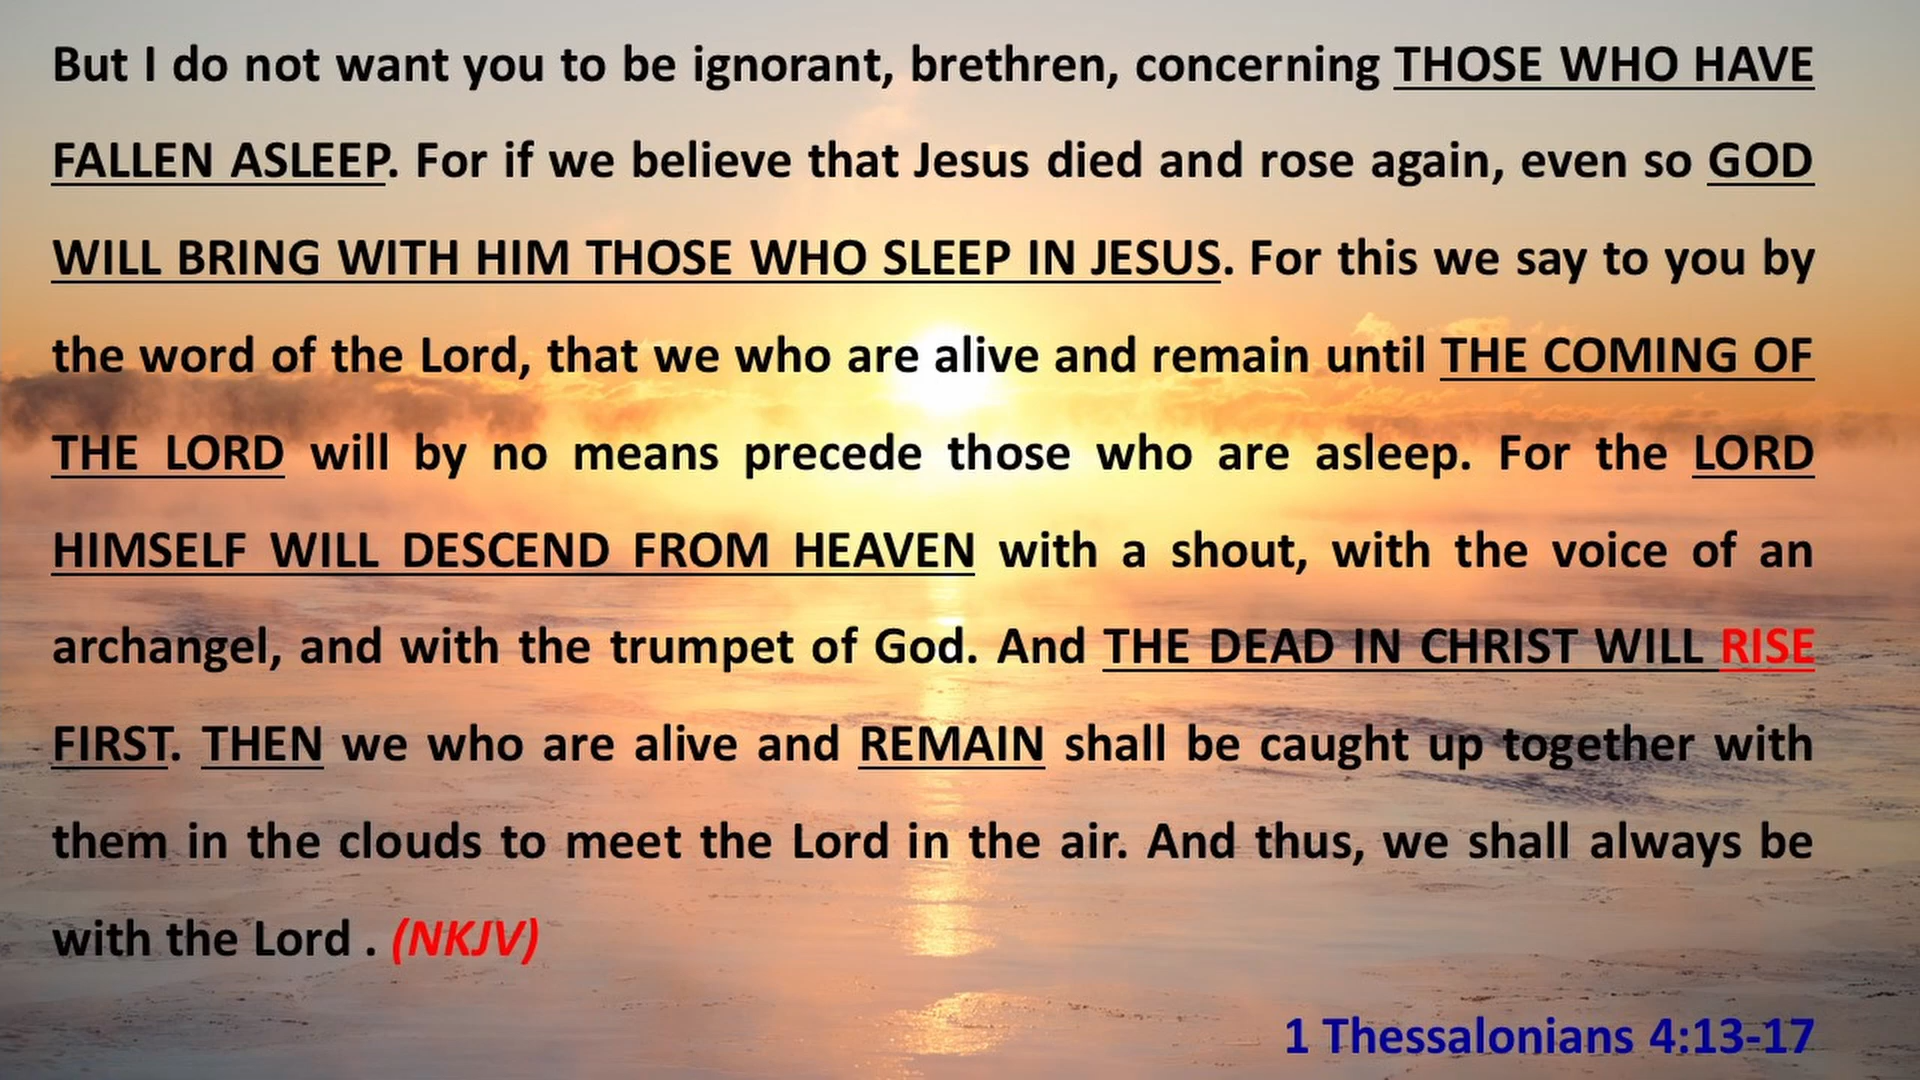 But I do not want you to be ignorant, brethren, concerning THOSE WHO HAVE
FALLEN ASLEEP. For if we believe that Jesus died and rose again, even so GOD
WILL BRING WITH HIM THOSE WHO SLEEP IN JESUS. For this we say to you by
the word of the Lord, that we who are alive and remain until THE COMING OF
THE LORD will by no means precede those who are asleep. For the LORD
HIMSELF WILL DESCEND FROM HEAVEN with a shout, with the voice of an
archangel, and with the trumpet of God. And THE DEAD IN CHRIST WILL RISE
FIRST. THEN we who are alive and REMAIN shall be caught up together with
them in the clouds to meet the Lord in the air. And thus, we shall always be
with the Lord . (NKJV)
1 Thessalonians 4:13-17